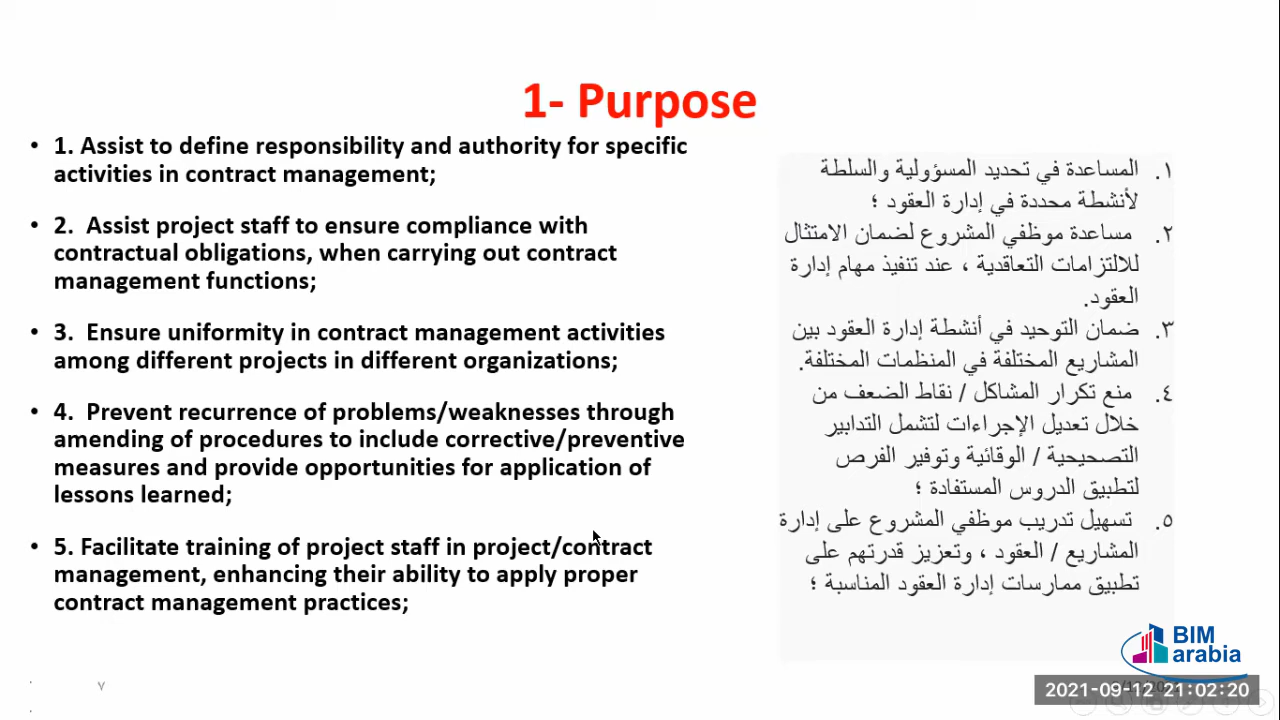 1- Purpose
• 1. Assist to define responsibility and authority for specific
activities in contract management;
• 2. Assist project staff to ensure compliance with
contractual obligations, when carrying out contract
management functions;
• 3. Ensure uniformity in contract management activities
among different projects in different organizations;
• 4. Prevent recurrence of problems/weaknesses through
amending of procedures to include corrective/preventive
measures and provide opportunities for application of
lessons learned;
• 5. Facilitate training of project staff in project/contract
management, enhancing their ability to apply proper
contract management practices;
١. المساعدة في تحديد المسؤولية والسلطة
لأنشطة محددة في إدارة العقود ؛
٢. مساعدة موظفي المشروع لضمان الامتثال
للالتزامات التعاقدية ، عند تنفيذ مهام إدارة
العقود.
٣. ضمان التوحيد في أنشطة إدارة العقود بين
المشاريع المختلفة في المنظمات المختلفة.
٤. منع تكرار المشاكل / نقاط الضعف من
خلال تعديل الإجراءات لتشمل التدابير
التصحيحية / الوقائية وتوفير الفرص
لتطبيق الدروس المستفادة ؛
٥. تسهيل تدريب موظفي المشروع على إدارة
المشاريع / العقود ، وتعزيز قدرتهم على
تطبيق ممارسات إدارة العقود المناسبة ؛
BIM
arabia
٧
2021-09-12 21:02:20